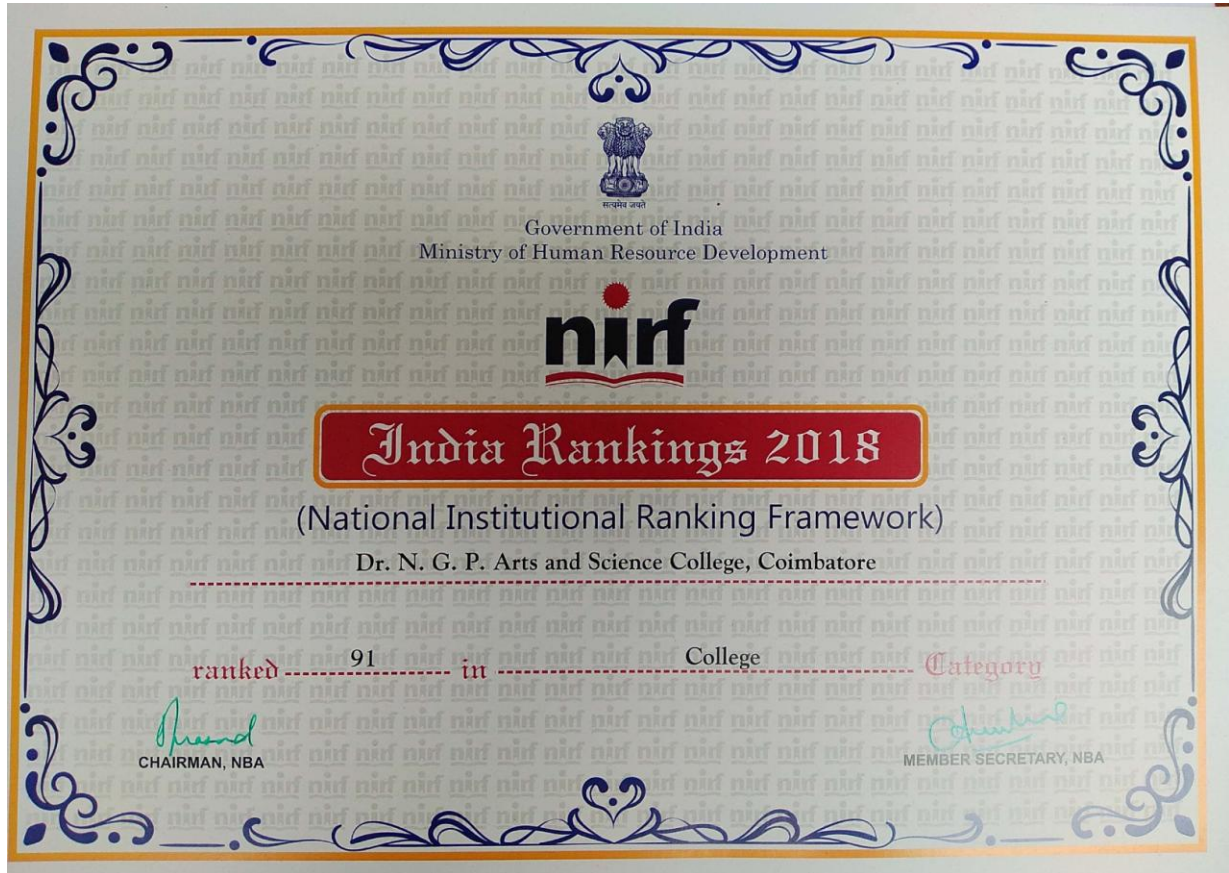 सत्यमेव जयते
Government of India
Ministry of Human Resource Development
nirf
India Rankings 2018
(National Institutional Ranking Framework)
Dr. N. G. P. Arts and Science College, Coimbatore
ranked 91 in College Category
CHAIRMAN, NBA
MEMBER SECRETARY, NBA